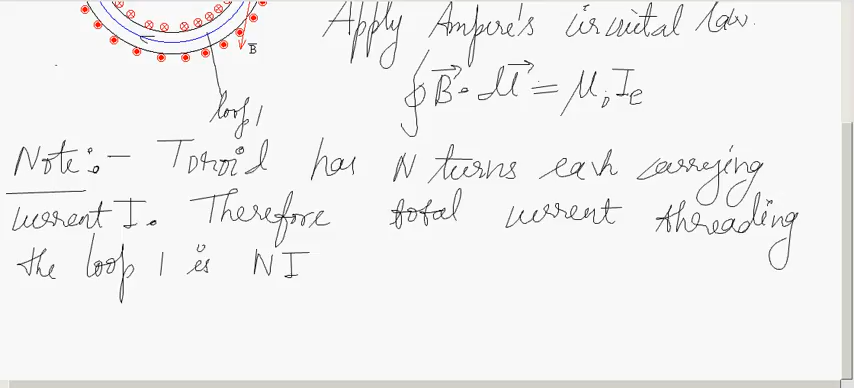 Apply Ampere's circuital law.
B
∮ B⃗ · dl⃗ = μ₀Iₑ
loop 1
Note:- Toroid has N turns each carrying
current I. Therefore total current threading
the loop 1 is NI